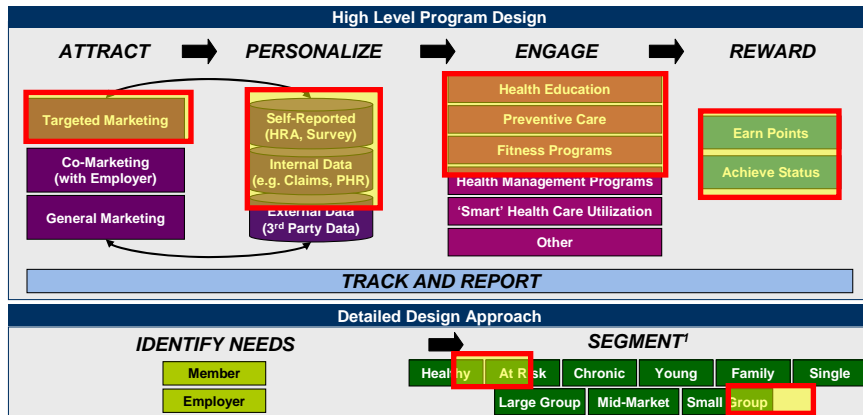 High Level Program Design
ATTRACT PERSONALIZE ENGAGE REWARD
Targeted Marketing
Co-Marketing
(with Employer)
General Marketing
Self-Reported
(HRA, Survey)
Internal Data
(e.g. Claims, PHR)
External Data
(3rd Party Data)
Health Education
Preventive Care
Fitness Programs
Health Management Programs
‘Smart’ Health Care Utilization
Other
Earn Points
Achieve Status
TRACK AND REPORT
Detailed Design Approach
IDENTIFY NEEDS SEGMENT¹
Member
Employer
Healthy At Risk Chronic Young Family Single
Large Group Mid-Market Small Group